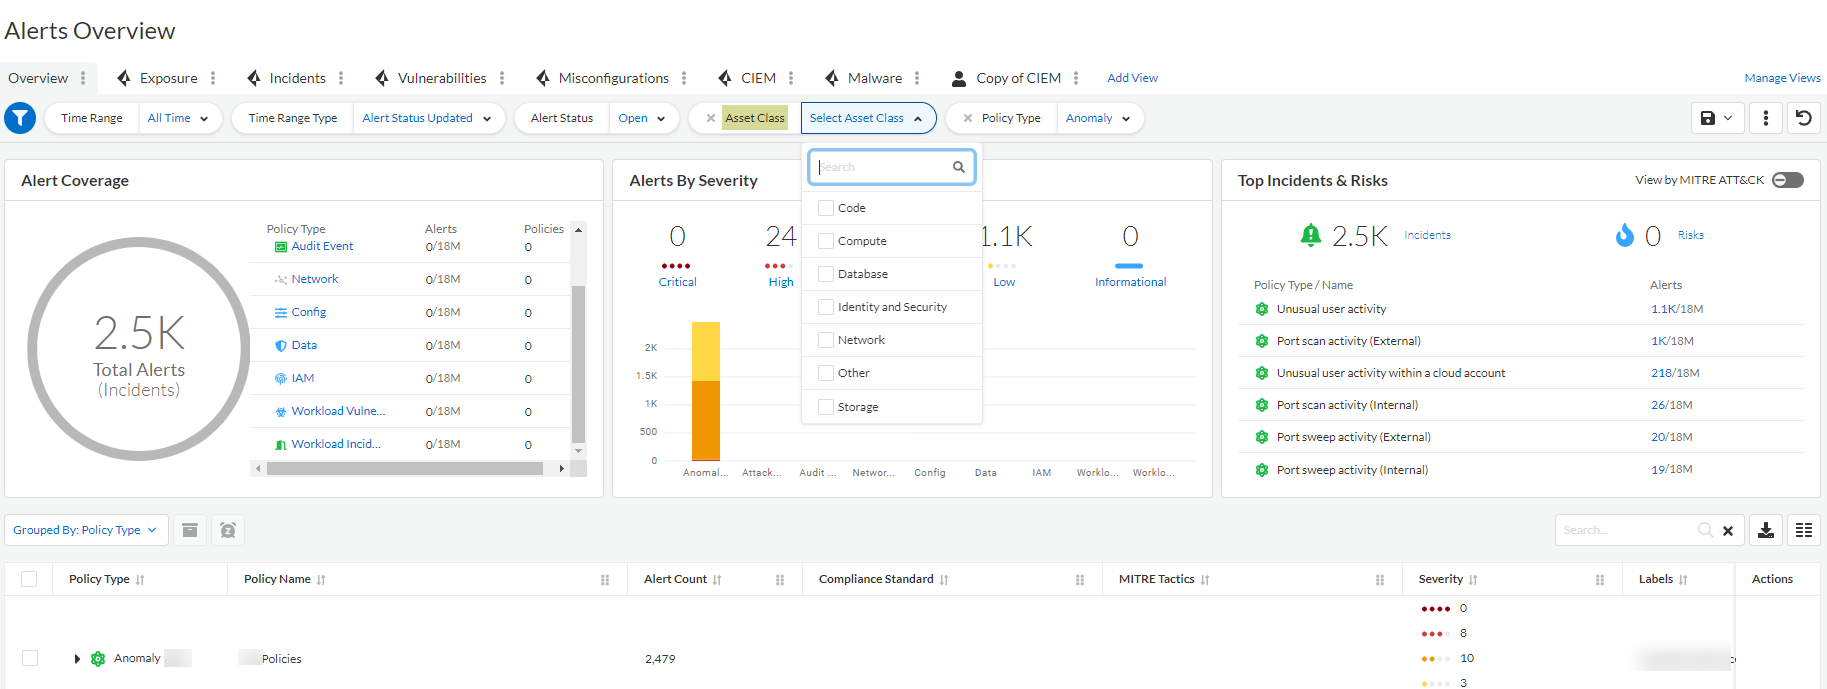 Alerts Overview
Overview Exposure Incidents Vulnerabilities Misconfigurations CIEM Malware Copy of CIEM Add View Manage Views
Time Range All Time Time Range Type Alert Status Updated Alert Status Open Asset Class Select Asset Class Policy Type Anomaly
Search
Code
Compute
Database
Identity and Security
Network
Other
Storage
Alert Coverage
2.5K
Total Alerts
(Incidents)
Policy Type Alerts Policies
Audit Event 0/18M 0
Network 0/18M 0
Config 0/18M 0
Data 0/18M 0
IAM 0/18M 0
Workload Vulne... 0/18M 0
Workload Incid... 0/18M 0
Alerts By Severity
0 24 1.1K 0
Critical High Low Informational
2K
1.5K
1K
500
0
Anomal... Attack... Audit ... Networ... Config Data IAM Worklo... Worklo...
Top Incidents & Risks View by MITRE ATT&CK
2.5K Incidents 0 Risks
Policy Type / Name Alerts
Unusual user activity 1.1K/18M
Port scan activity (External) 1K/18M
Unusual user activity within a cloud account 218/18M
Port scan activity (Internal) 26/18M
Port sweep activity (External) 20/18M
Port sweep activity (Internal) 19/18M
Grouped By: Policy Type Search...
Policy Type Policy Name Alert Count Compliance Standard MITRE Tactics Severity Labels Actions
Anomaly Policies 2,479
0
8
10
3